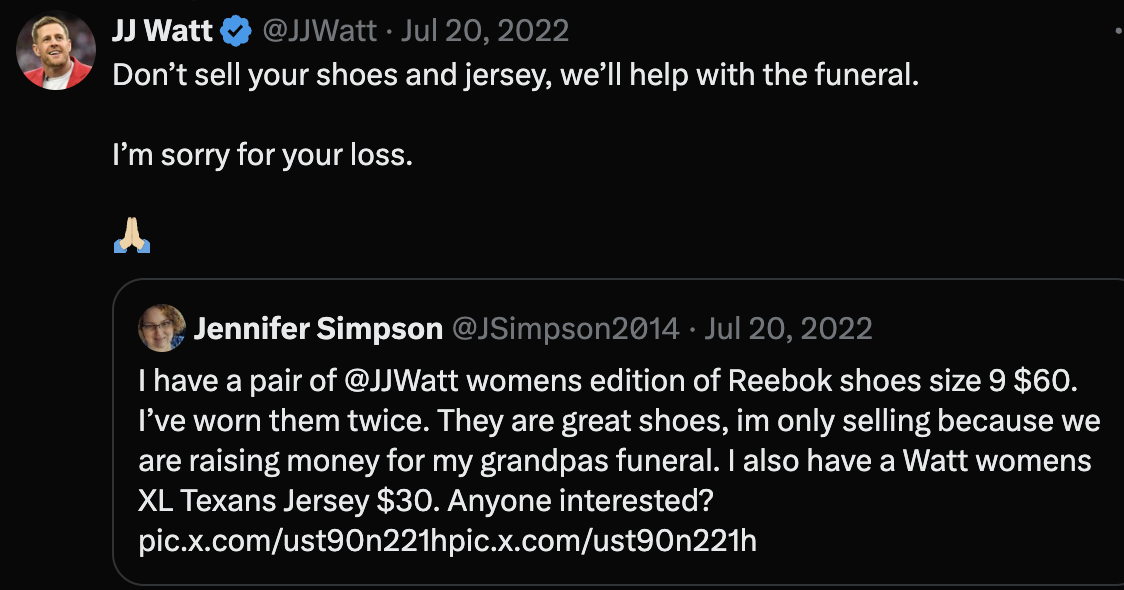 JJ Watt @JJWatt · Jul 20, 2022
Don’t sell your shoes and jersey, we’ll help with the funeral.
I’m sorry for your loss.
🙏🏼
Jennifer Simpson @JSimpson2014 · Jul 20, 2022
I have a pair of @JJWatt womens edition of Reebok shoes size 9 $60.
I’ve worn them twice. They are great shoes, im only selling because we
are raising money for my grandpas funeral. I also have a Watt womens
XL Texans Jersey $30. Anyone interested?
pic.x.com/ust90n221hpic.x.com/ust90n221h